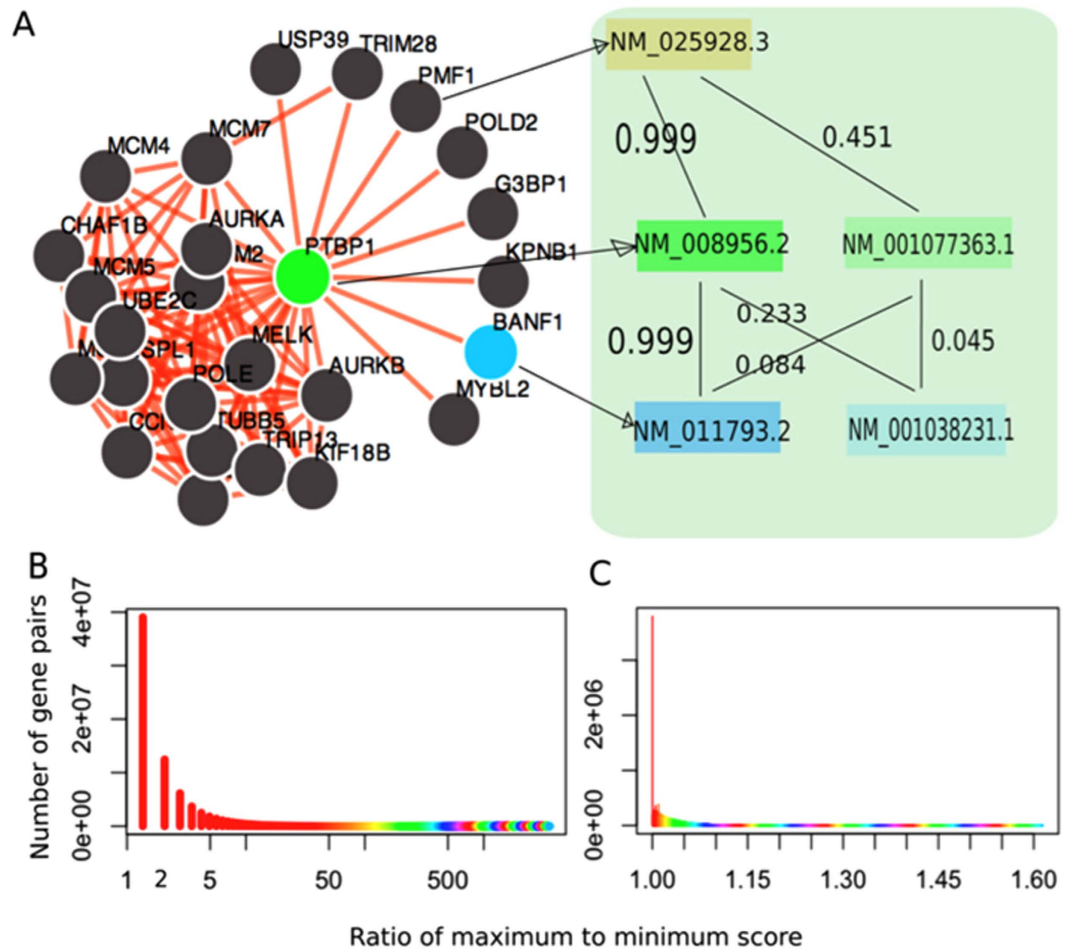 A
USP39
TRIM28
PMF1
NM_025928.3
MCM7
POLD2
MCM4
0.999
0.451
G3BP1
CHAF1B
AURKA
M2
PTBP1
KPNB1
NM_008956.2
NM_001077363.1
MCM5
UBE2C
BANF1
0.233
0.999
0.045
0.084
MELK
SPL1
POLE
AURKB
MYBL2
CCI
TUBB5
TRIP13
KIF18B
NM_011793.2
NM_001038231.1
B
C
Number of gene pairs
4e+07
2e+07
0e+00
1 2 5 50 500
2e+06
0e+00
1.00 1.15 1.30 1.45 1.60
Ratio of maximum to minimum score